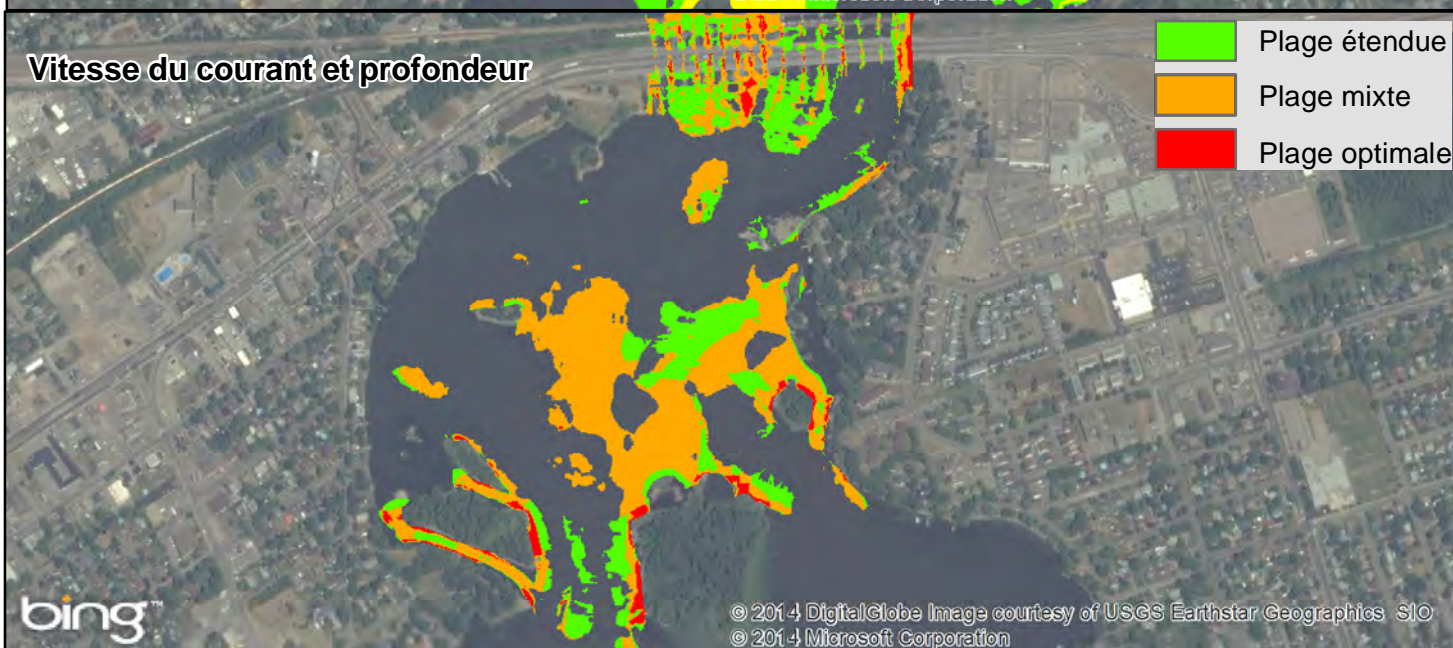 Vitesse du courant et profondeur
Plage étendue
Plage mixte
Plage optimale
bing™
© 2014 DigitalGlobe Image courtesy of USGS Earthstar Geographics SIO
© 2014 Microsoft Corporation